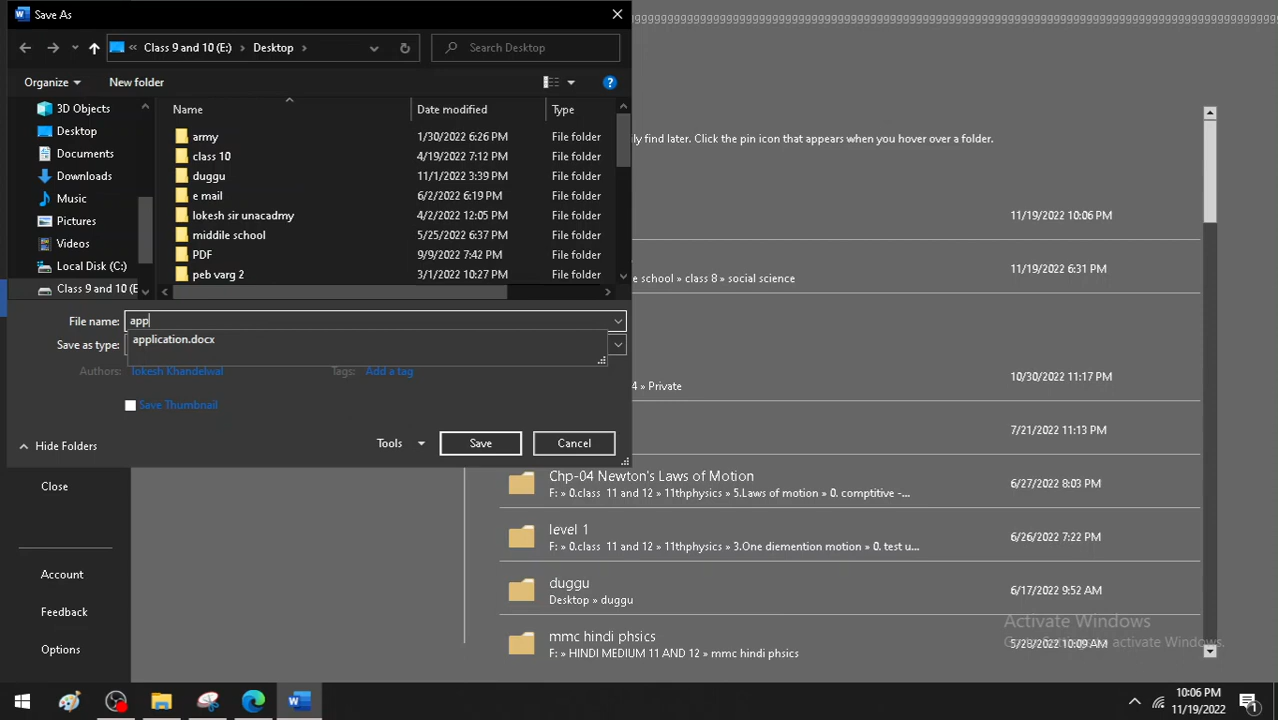 Save As
gggggggggggggggggggggggggggggggggggggggggggggggggggggggggggggggggggggggggggggggggggggggggggggggg
« Class 9 and 10 (E:) › Desktop ›
Search Desktop
Organize
New folder
Name
Date modified
Type
3D Objects
Desktop
Documents
Downloads
Music
Pictures
Videos
Local Disk (C:)
Class 9 and 10 (E
army 1/30/2022 6:26 PM File folder
class 10 4/19/2022 7:12 PM File folder
duggu 11/1/2022 3:39 PM File folder
e mail 6/2/2022 6:19 PM File folder
lokesh sir unacadmy 4/2/2022 12:05 PM File folder
middile school 5/25/2022 6:37 PM File folder
PDF 9/9/2022 7:42 PM File folder
peb varg 2 3/1/2022 10:27 PM File folder
File name: app
application.docx
Save as type:
Authors: lokesh Khandelwal
Tags: Add a tag
Save Thumbnail
Hide Folders
Tools
Save
Cancel
ly find later. Click the pin icon that appears when you hover over a folder.
11/19/2022 10:06 PM
11/19/2022 6:31 PM
e school » class 8 » social science
10/30/2022 11:17 PM
4 » Private
7/21/2022 11:13 PM
Chp-04 Newton's Laws of Motion
F: » 0.class 11 and 12 » 11thphysics » 5.Laws of motion » 0. comptitive -...
6/27/2022 8:03 PM
level 1
F: » 0.class 11 and 12 » 11thphysics » 3.One diemention motion » 0. test u...
6/26/2022 7:22 PM
duggu
Desktop » duggu
6/17/2022 9:52 AM
mmc hindi phsics
F: » HINDI MEDIUM 11 AND 12 » mmc hindi phsics
Close
Account
Feedback
Options
Activate Windows
Go to Settings to activate Windows.
10:06 PM
11/19/2022
1